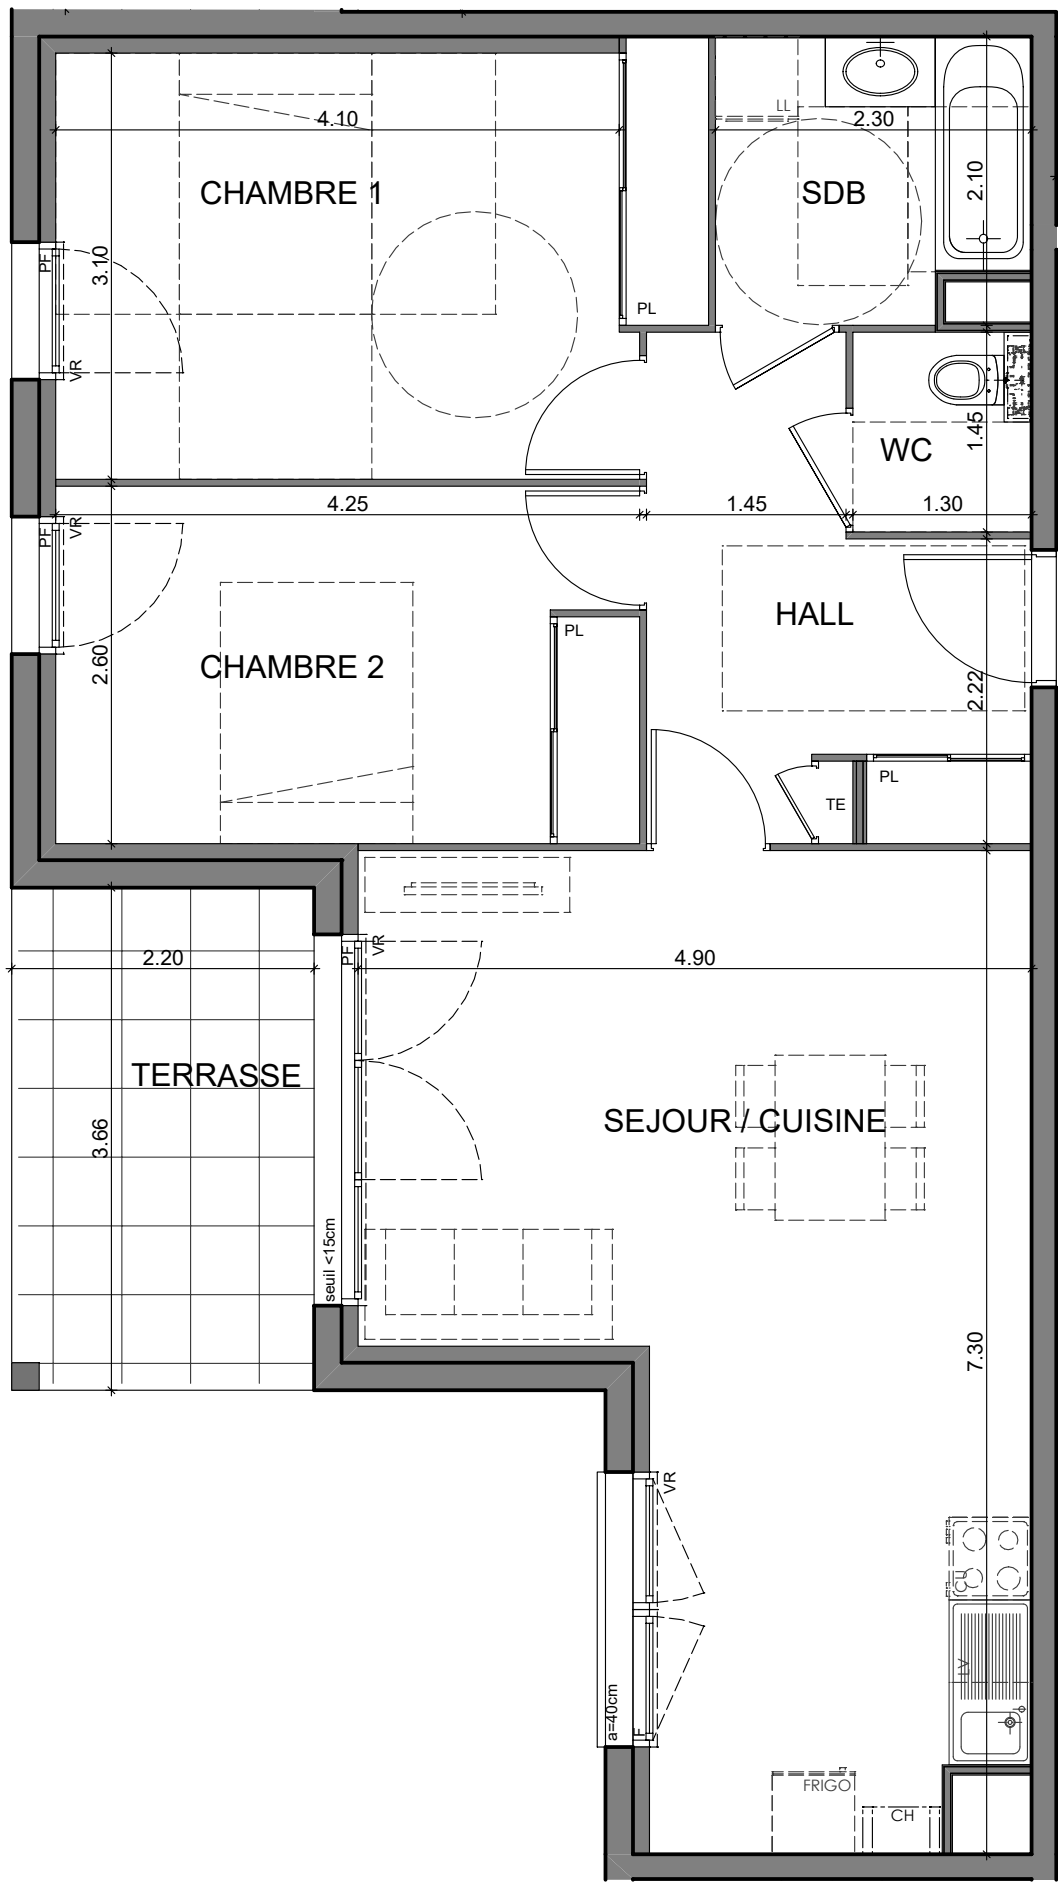 4.10
LL
2.30
CHAMBRE 1
SDB
2.10
PF
3.10
VR
PL
1.45
WC
4.25
1.45
1.30
PF
VR
HALL
PL
CHAMBRE 2
2.60
2.22
PL
TE
VR
PF
2.20
4.90
TERRASSE
SEJOUR / CUISINE
3.66
seuil <15cm
7.30
VR
CU
LV
a=40cm
F
FRIGO
CH